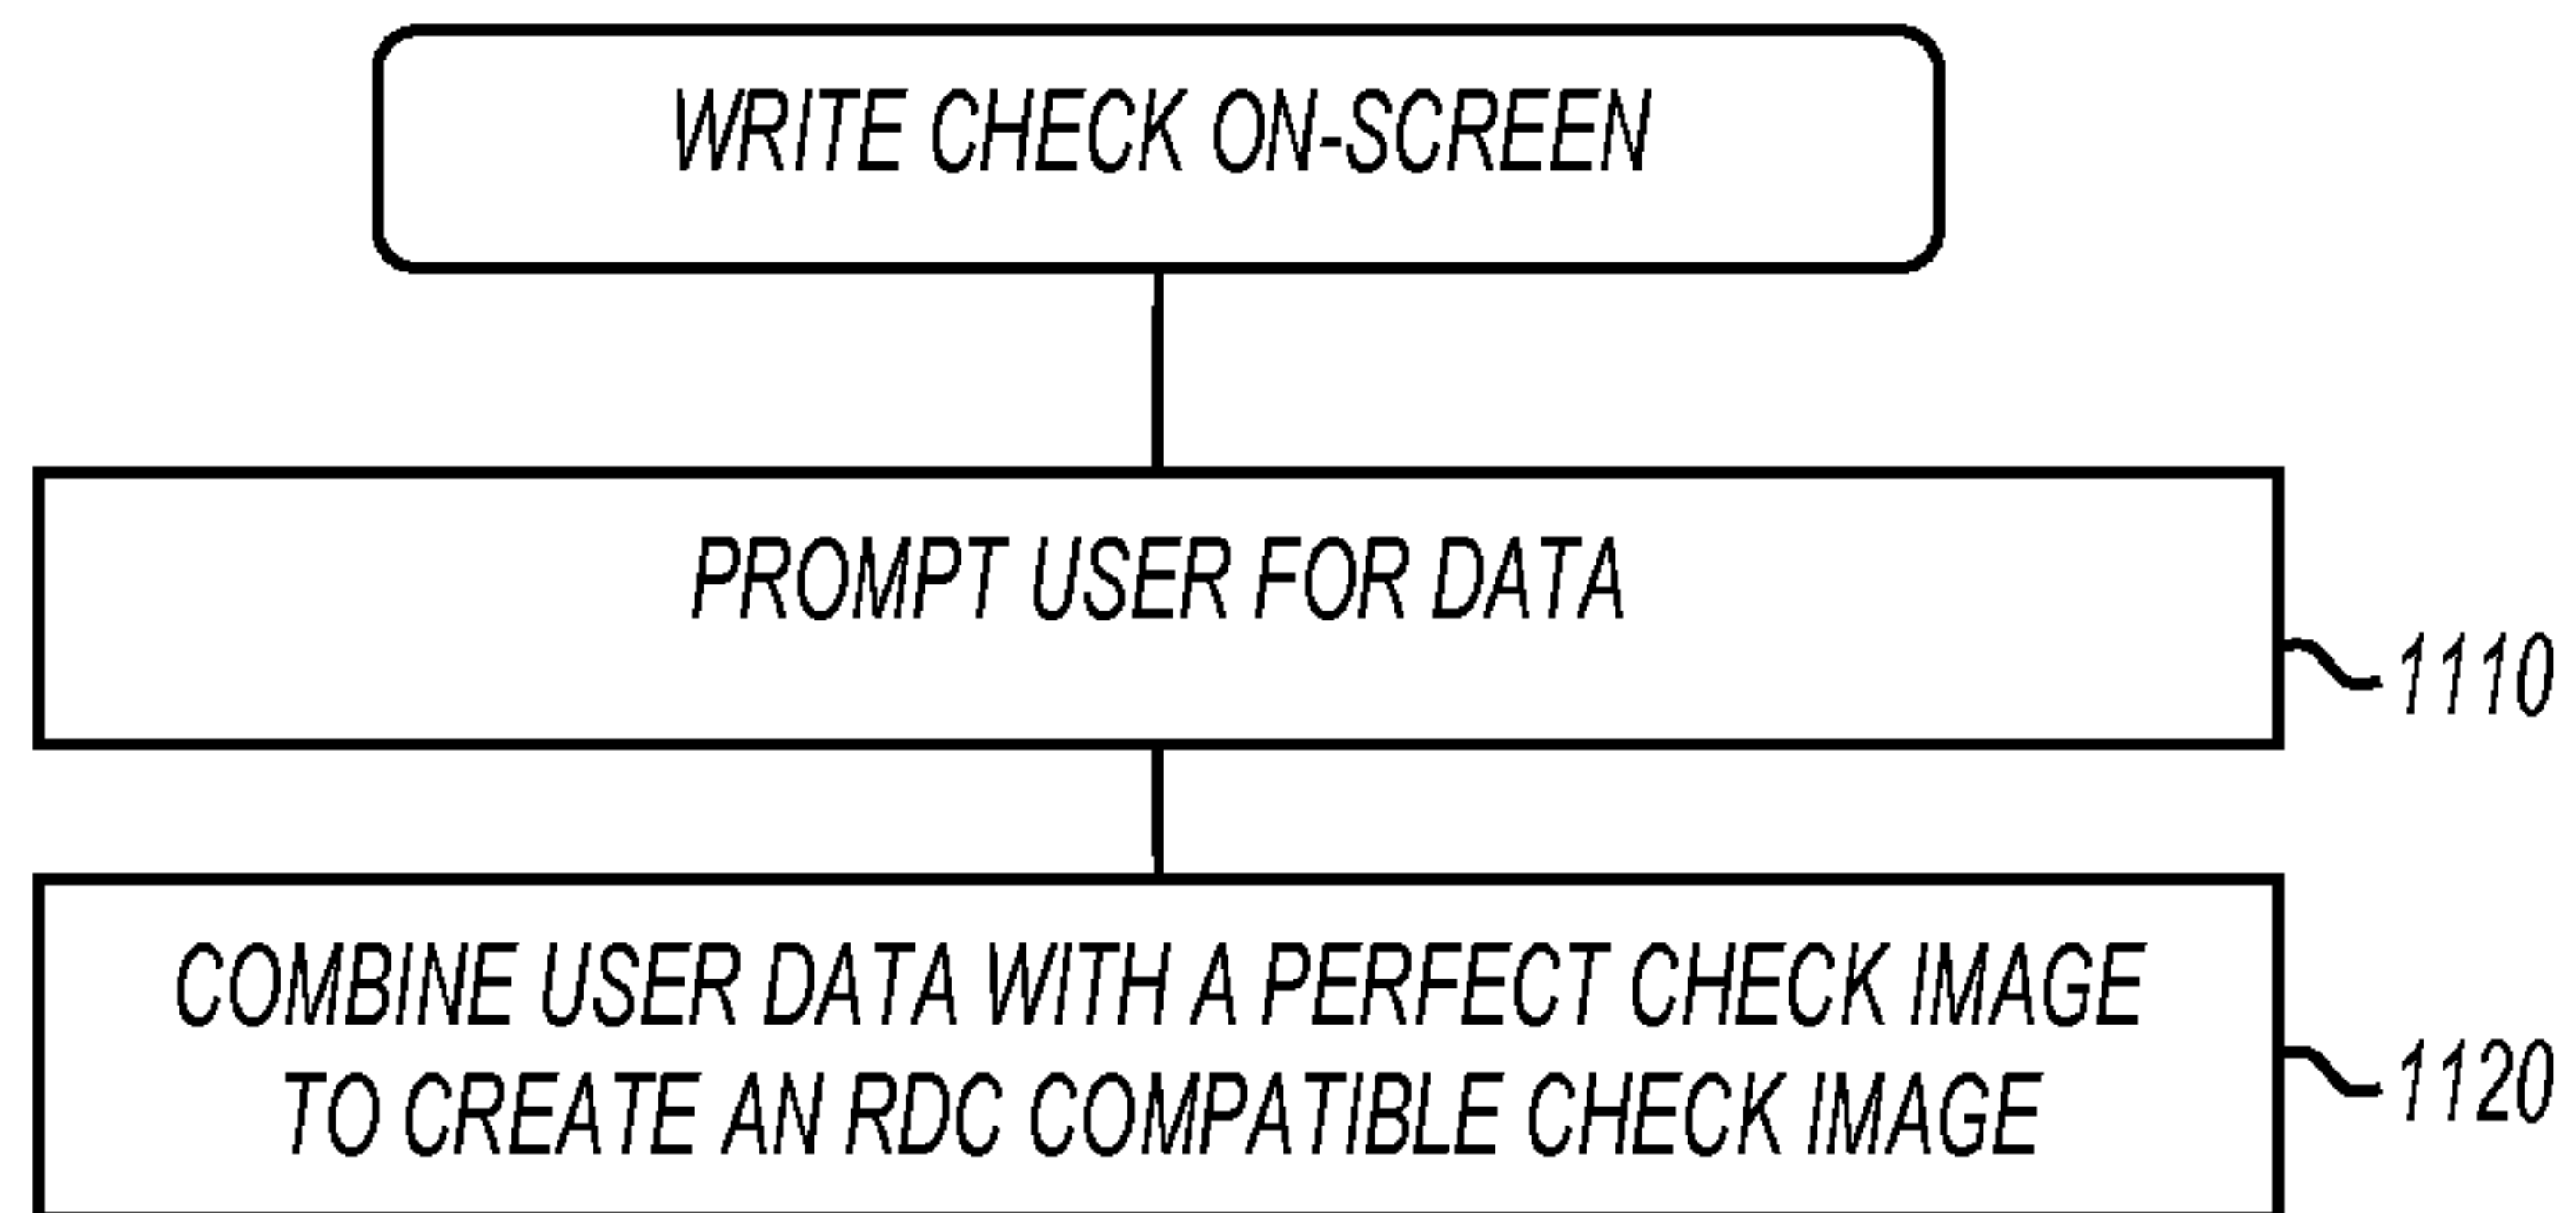 WRITE CHECK ON-SCREEN
PROMPT USER FOR DATA
1110
COMBINE USER DATA WITH A PERFECT CHECK IMAGE
TO CREATE AN RDC COMPATIBLE CHECK IMAGE
1120